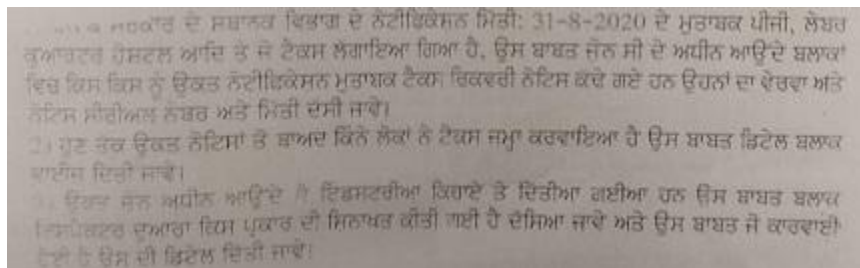 ਸਰਕਾਰ ਦੇ ਸਥਾਨਕ ਵਿਭਾਗ ਦੇ ਨੋਟੀਫਿਕੇਸ਼ਨ ਮਿਤੀ: 31-8-2020 ਦੇ ਮੁਤਾਬਕ ਪੀਜੀ, ਲੇਬਰ
ਕੁਆਰਟਰ ਹੋਸਟਲ ਆਦਿ ਤੇ ਜੋ ਟੈਕਸ ਲਗਾਇਆ ਗਿਆ ਹੈ, ਉਸ ਬਾਬਤ ਜੋਨ ਸੀ ਦੇ ਅਧੀਨ ਆਉਂਦੇ ਬਲਾਕਾਂ
ਵਿਚ ਕਿਸ ਕਿਸ ਨੂੰ ਉਕਤ ਨੋਟੀਫਿਕੇਸਨ ਮੁਤਾਬਕ ਟੈਕਸ ਰਿਕਵਰੀ ਨੋਟਿਸ ਕਢੇ ਗਏ ਹਨ ਉਹਨਾਂ ਦਾ ਵੇਰਵਾ ਅਤੇ
ਨੋਟਿਸ ਸੀਰੀਅਲ ਨੰਬਰ ਅਤੇ ਮਿਤੀ ਦੱਸੀ ਜਾਵੇ।
2) ਹੁਣ ਤੱਕ ਉਕਤ ਨੋਟਿਸਾਂ ਤੋਂ ਬਾਅਦ ਕਿੰਨੇ ਲੋਕਾਂ ਨੇ ਟੈਕਸ ਜਮ੍ਹਾ ਕਰਵਾਇਆ ਹੈ ਉਸ ਬਾਬਤ ਡਿਟੇਲ ਬਲਾਕ
ਵਾਈਜ ਦਿਤੀ ਜਾਵੇ।
3) ਉਕਤ ਜੋਨ ਅਧੀਨ ਆਉਂਦੇ ਜੋ ਇੰਡਸਟਰੀਆ ਕਿਰਾਏ ਤੇ ਦਿਤੀਆ ਗਈਆ ਹਨ ਉਸ ਬਾਬਤ ਬਲਾਕ
ਇਸਪੈਕਟਰ ਦੁਆਰਾ ਕਿਸ ਪ੍ਰਕਾਰ ਦੀ ਸਿਨਾਖਤ ਕੀਤੀ ਗਈ ਹੈ ਦੱਸਿਆ ਜਾਵੇ ਅਤੇ ਉਸ ਬਾਬਤ ਜੋ ਕਾਰਵਾਈ
ਹੋਈ ਹੈ ਉਸ ਦੀ ਡਿਟੇਲ ਦਿਤੀ ਜਾਵੇ।